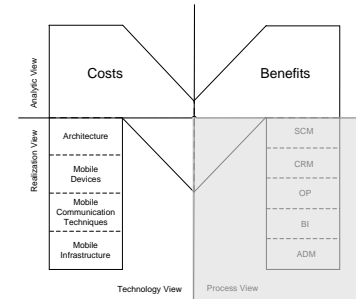 Analytic View
Costs
Benefits
Realization View
Architecture
Mobile
Devices
Mobile
Communication
Techniques
Mobile
Infrastructure
SCM
CRM
OP
BI
ADM
Technology View
Process View